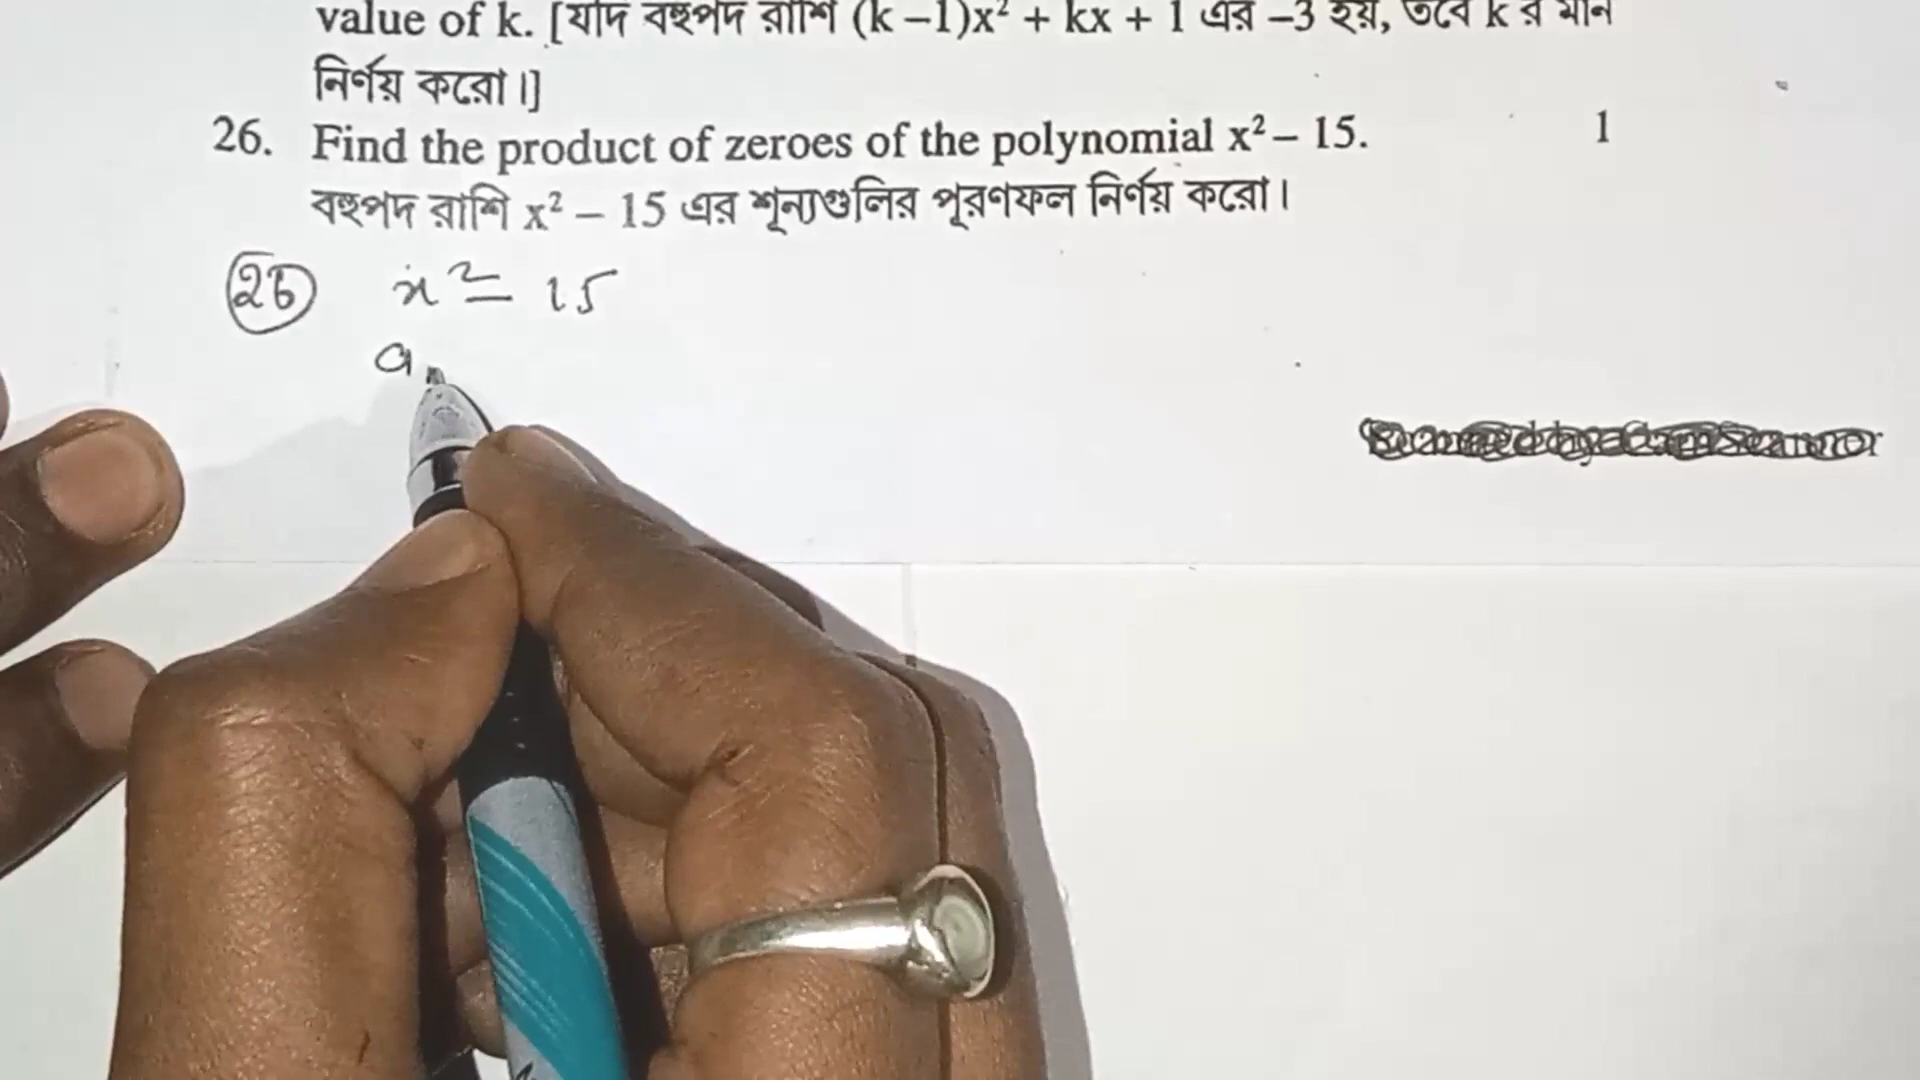 value of k. [যদি বহুপদ রাশি (k –1)x² + kx + 1 এর –3 হয়, তবে k র মান
নির্ণয় করো।]
26. Find the product of zeroes of the polynomial x² – 15. 1
বহুপদ রাশি x² – 15 এর শূন্যগুলির পূরণফল নির্ণয় করো।
26 x² – 15
a